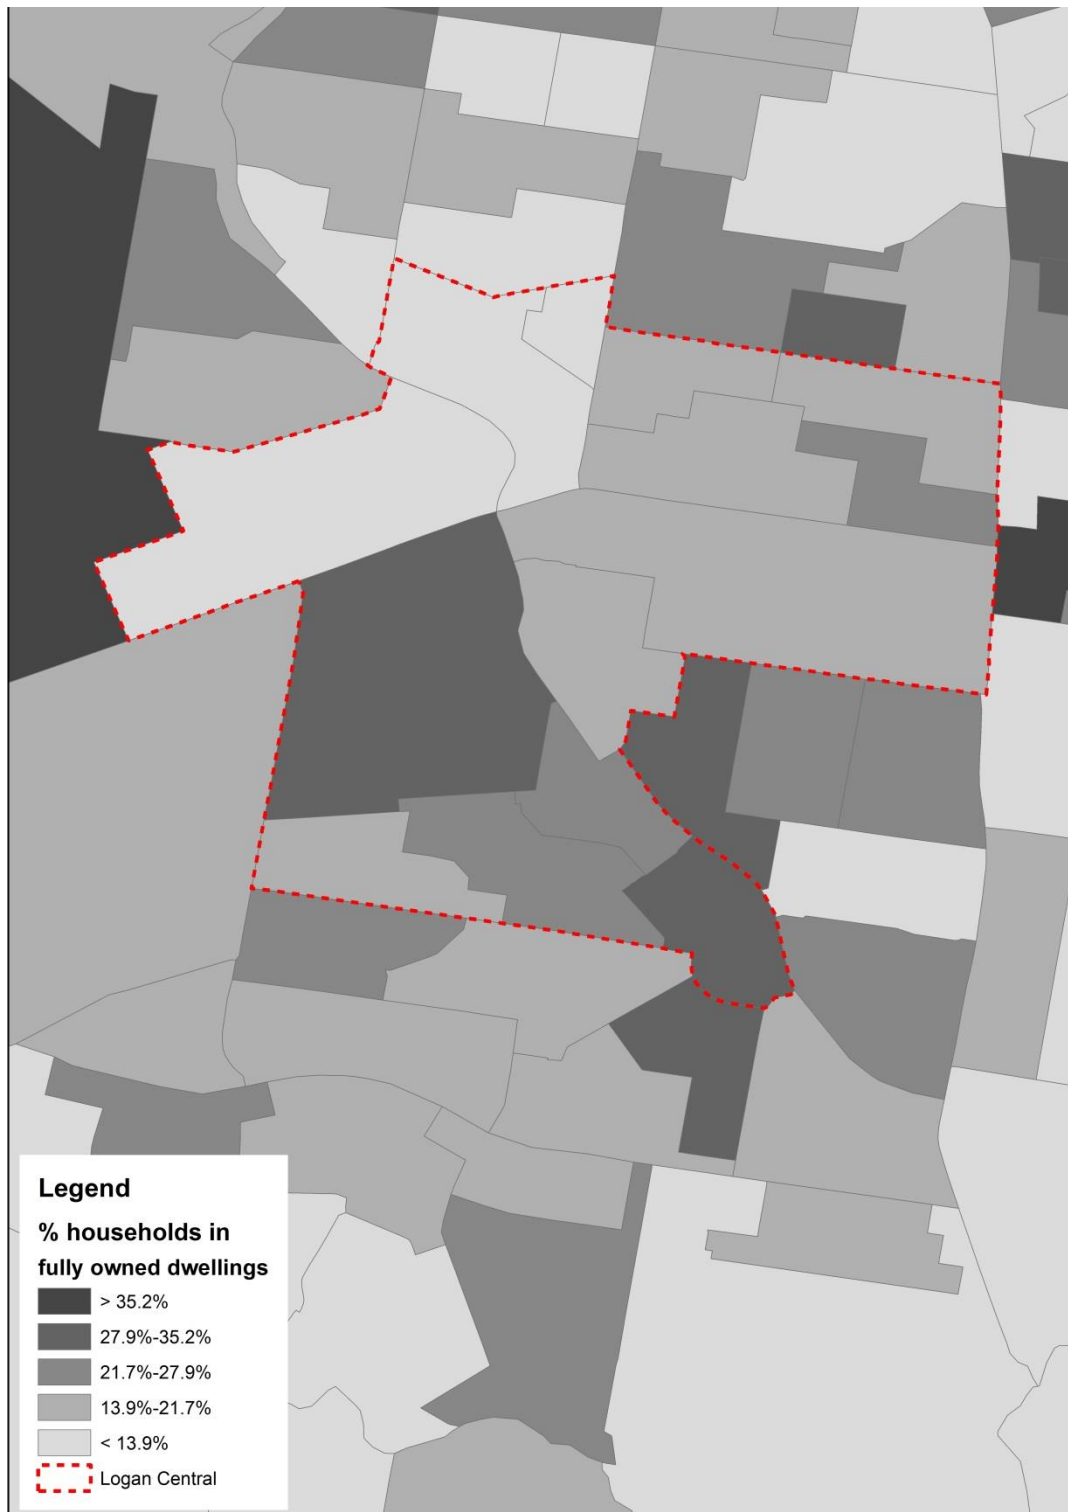 Legend
% households in
fully owned dwellings
> 35.2%
27.9%-35.2%
21.7%-27.9%
13.9%-21.7%
< 13.9%
Logan Central